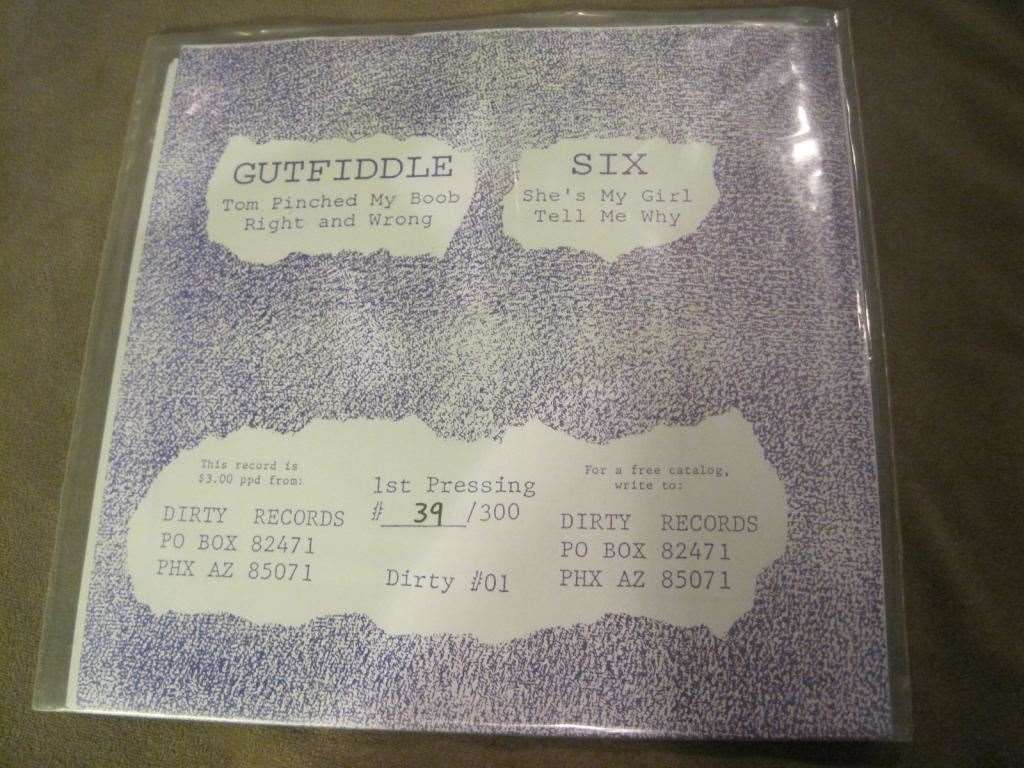 GUTFIDDLE
Tom Pinched My Boob
Right and Wrong
SIX
She's My Girl
Tell Me Why
This record is
$3.00 ppd from:
DIRTY RECORDS
PO BOX 82471
PHX AZ 85071
1st Pressing
# 39 /300
Dirty #01
For a free catalog,
write to:
DIRTY RECORDS
PO BOX 82471
PHX AZ 85071